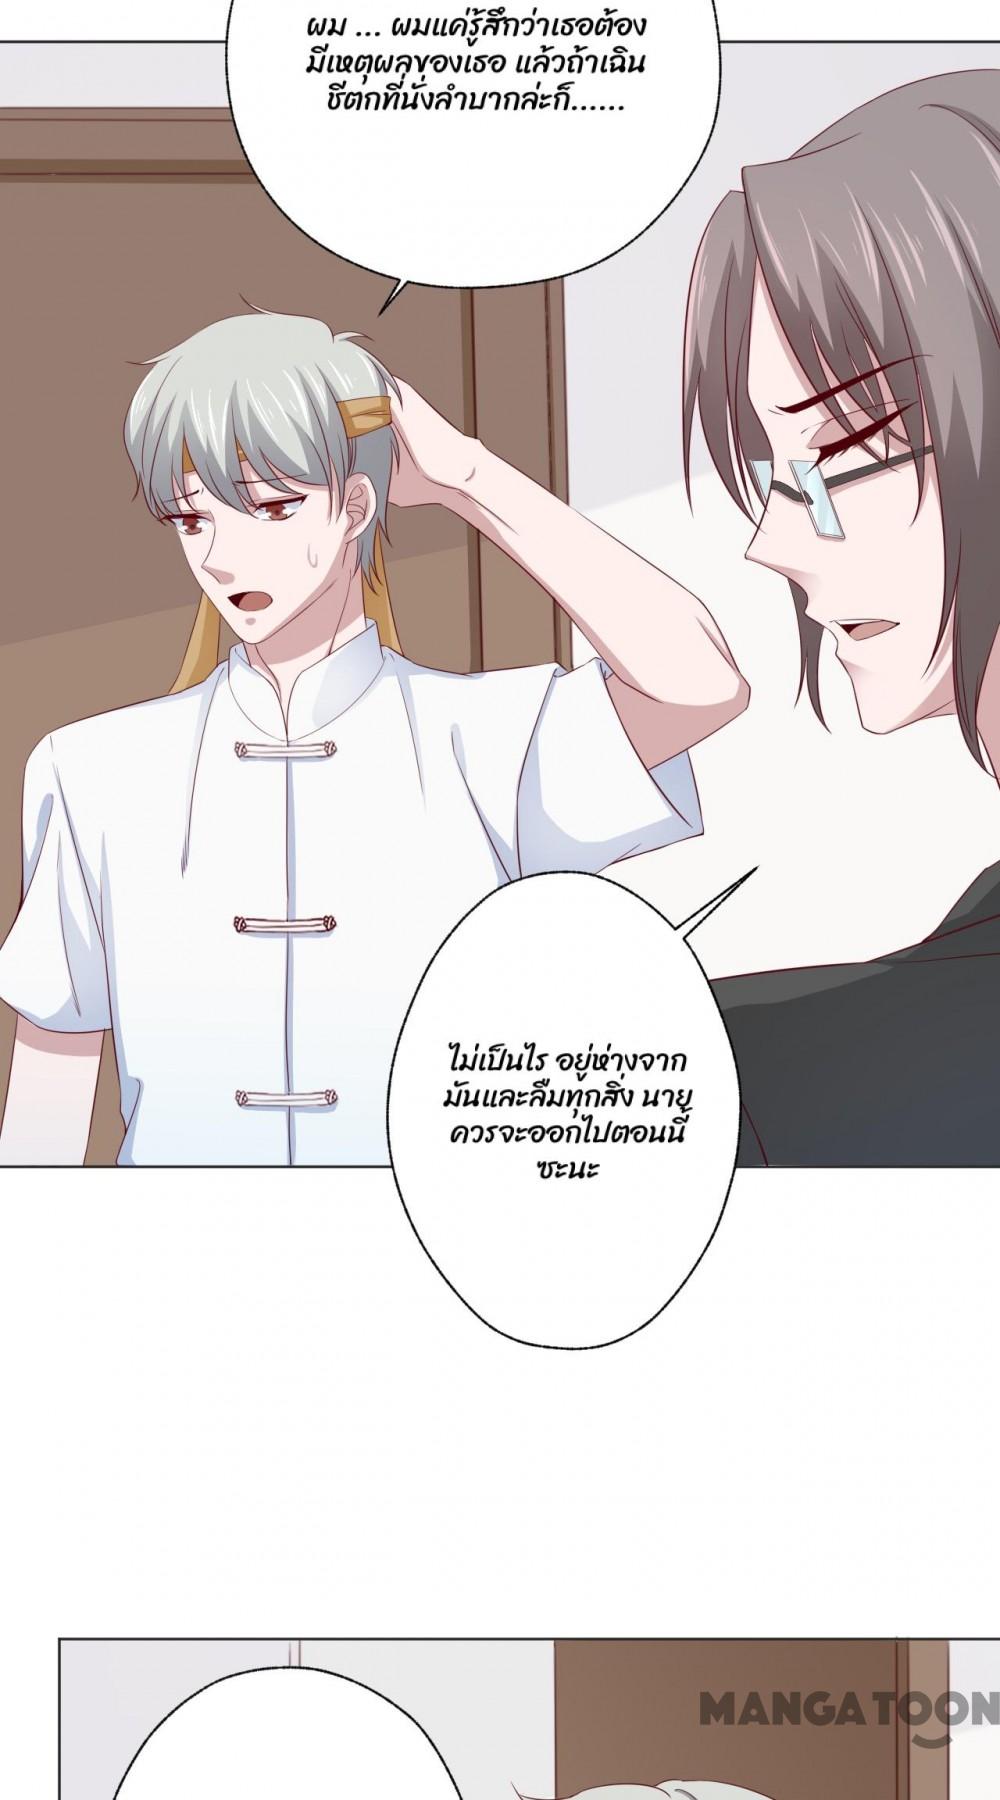 ผม ... ผมแค่รู้สึกว่าเธอต้อง
มีเหตุผลของเธอ แล้วถ้าเฉิน
ชีตกที่นั่งลำบากล่ะก็......
ไม่เป็นไร อยู่ห่างจาก
มันและลืมทุกสิ่ง นาย
ควรจะออกไปตอนนี้
ซะนะ
MANGATOON